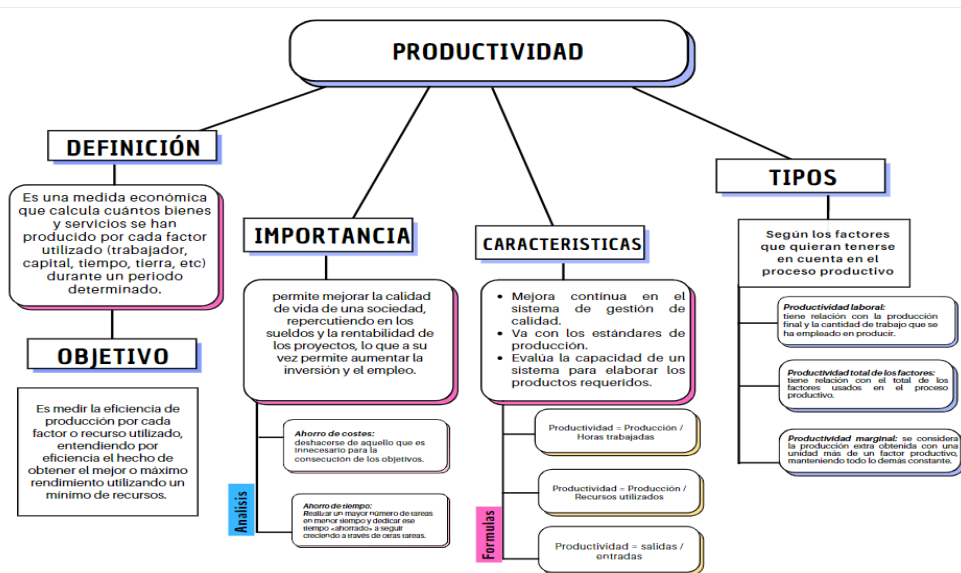 PRODUCTIVIDAD
DEFINICIÓN
Es una medida económica
que calcula cuántos bienes
y servicios se han
producido por cada factor
utilizado (trabajador,
capital, tiempo, tierra, etc)
durante un periodo
determinado.
OBJETIVO
Es medir la eficiencia de
producción por cada
factor o recurso utilizado,
entendiendo por
eficiencia el hecho de
obtener el mejor o máximo
rendimiento utilizando un
mínimo de recursos.
IMPORTANCIA
permite mejorar la calidad
de vida de una sociedad,
repercutiendo en los
sueldos y la rentabilidad de
los proyectos, lo que a su
vez permite aumentar la
inversión y el empleo.
Analisis
Ahorro de costes:
deshacerse de aquello que es
innecesario para la
consecución de los objetivos.
Ahorro de tiempo:
Realizar un mayor número de tareas
en menor tiempo y dedicar ese
tiempo «ahorrado» a seguir
creciendo a través de otras tareas.
CARACTERISTICAS
• Mejora continua en el
sistema de gestión de
calidad.
• Va con los estándares de
producción.
• Evalúa la capacidad de un
sistema para elaborar los
productos requeridos.
Formulas
Productividad = Producción /
Horas trabajadas
Productividad = Producción /
Recursos utilizados
Productividad = salidas /
entradas
TIPOS
Según los factores
que quieran tenerse
en cuenta en el
proceso productivo
Productividad laboral:
tiene relación con la producción
final y la cantidad de trabajo que se
ha empleado en producir.
Productividad total de los factores:
tiene relación con el total de los
factores usados en el proceso
productivo.
Productividad marginal: se considera
la producción extra obtenida con una
unidad más de un factor productivo,
manteniendo todo lo demás constante.